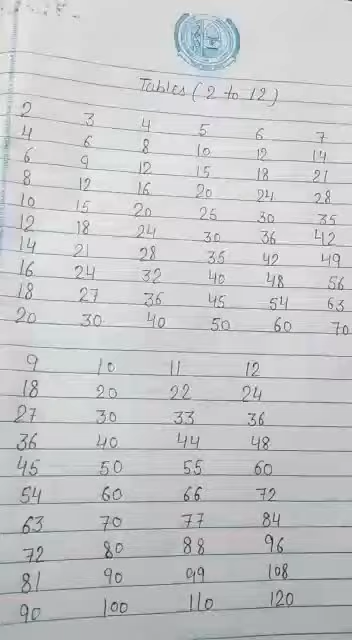 Tables (2 to 12)
2 3 4 5 6 7
4 6 8 10 12 14
6 9 12 15 18 21
8 12 16 20 24 28
10 15 20 25 30 35
12 18 24 30 36 42
14 21 28 35 42 49
16 24 32 40 48 56
18 27 36 45 54 63
20 30 40 50 60 70
9 10 11 12
18 20 22 24
27 30 33 36
36 40 44 48
45 50 55 60
54 60 66 72
63 70 77 84
72 80 88 96
81 90 99 108
90 100 110 120